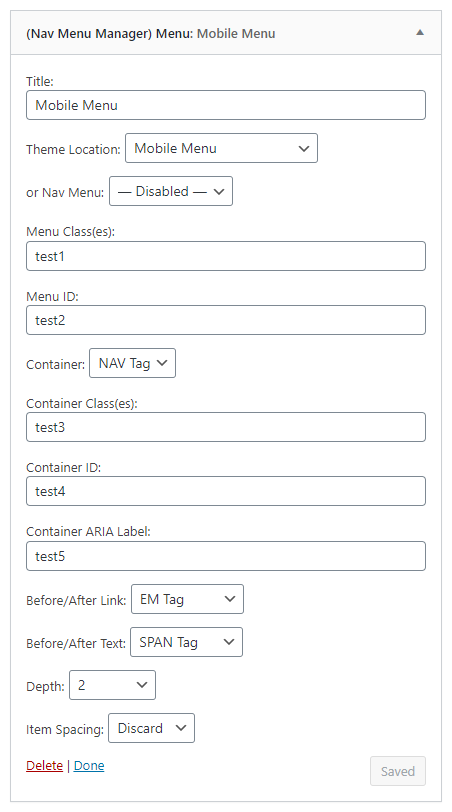 (Nav Menu Manager) Menu: Mobile Menu
Title:
Mobile Menu
Theme Location: Mobile Menu
or Nav Menu: — Disabled —
Menu Class(es):
test1
Menu ID:
test2
Container: NAV Tag
Container Class(es):
test3
Container ID:
test4
Container ARIA Label:
test5
Before/After Link: EM Tag
Before/After Text: SPAN Tag
Depth: 2
Item Spacing: Discard
Delete | Done Saved